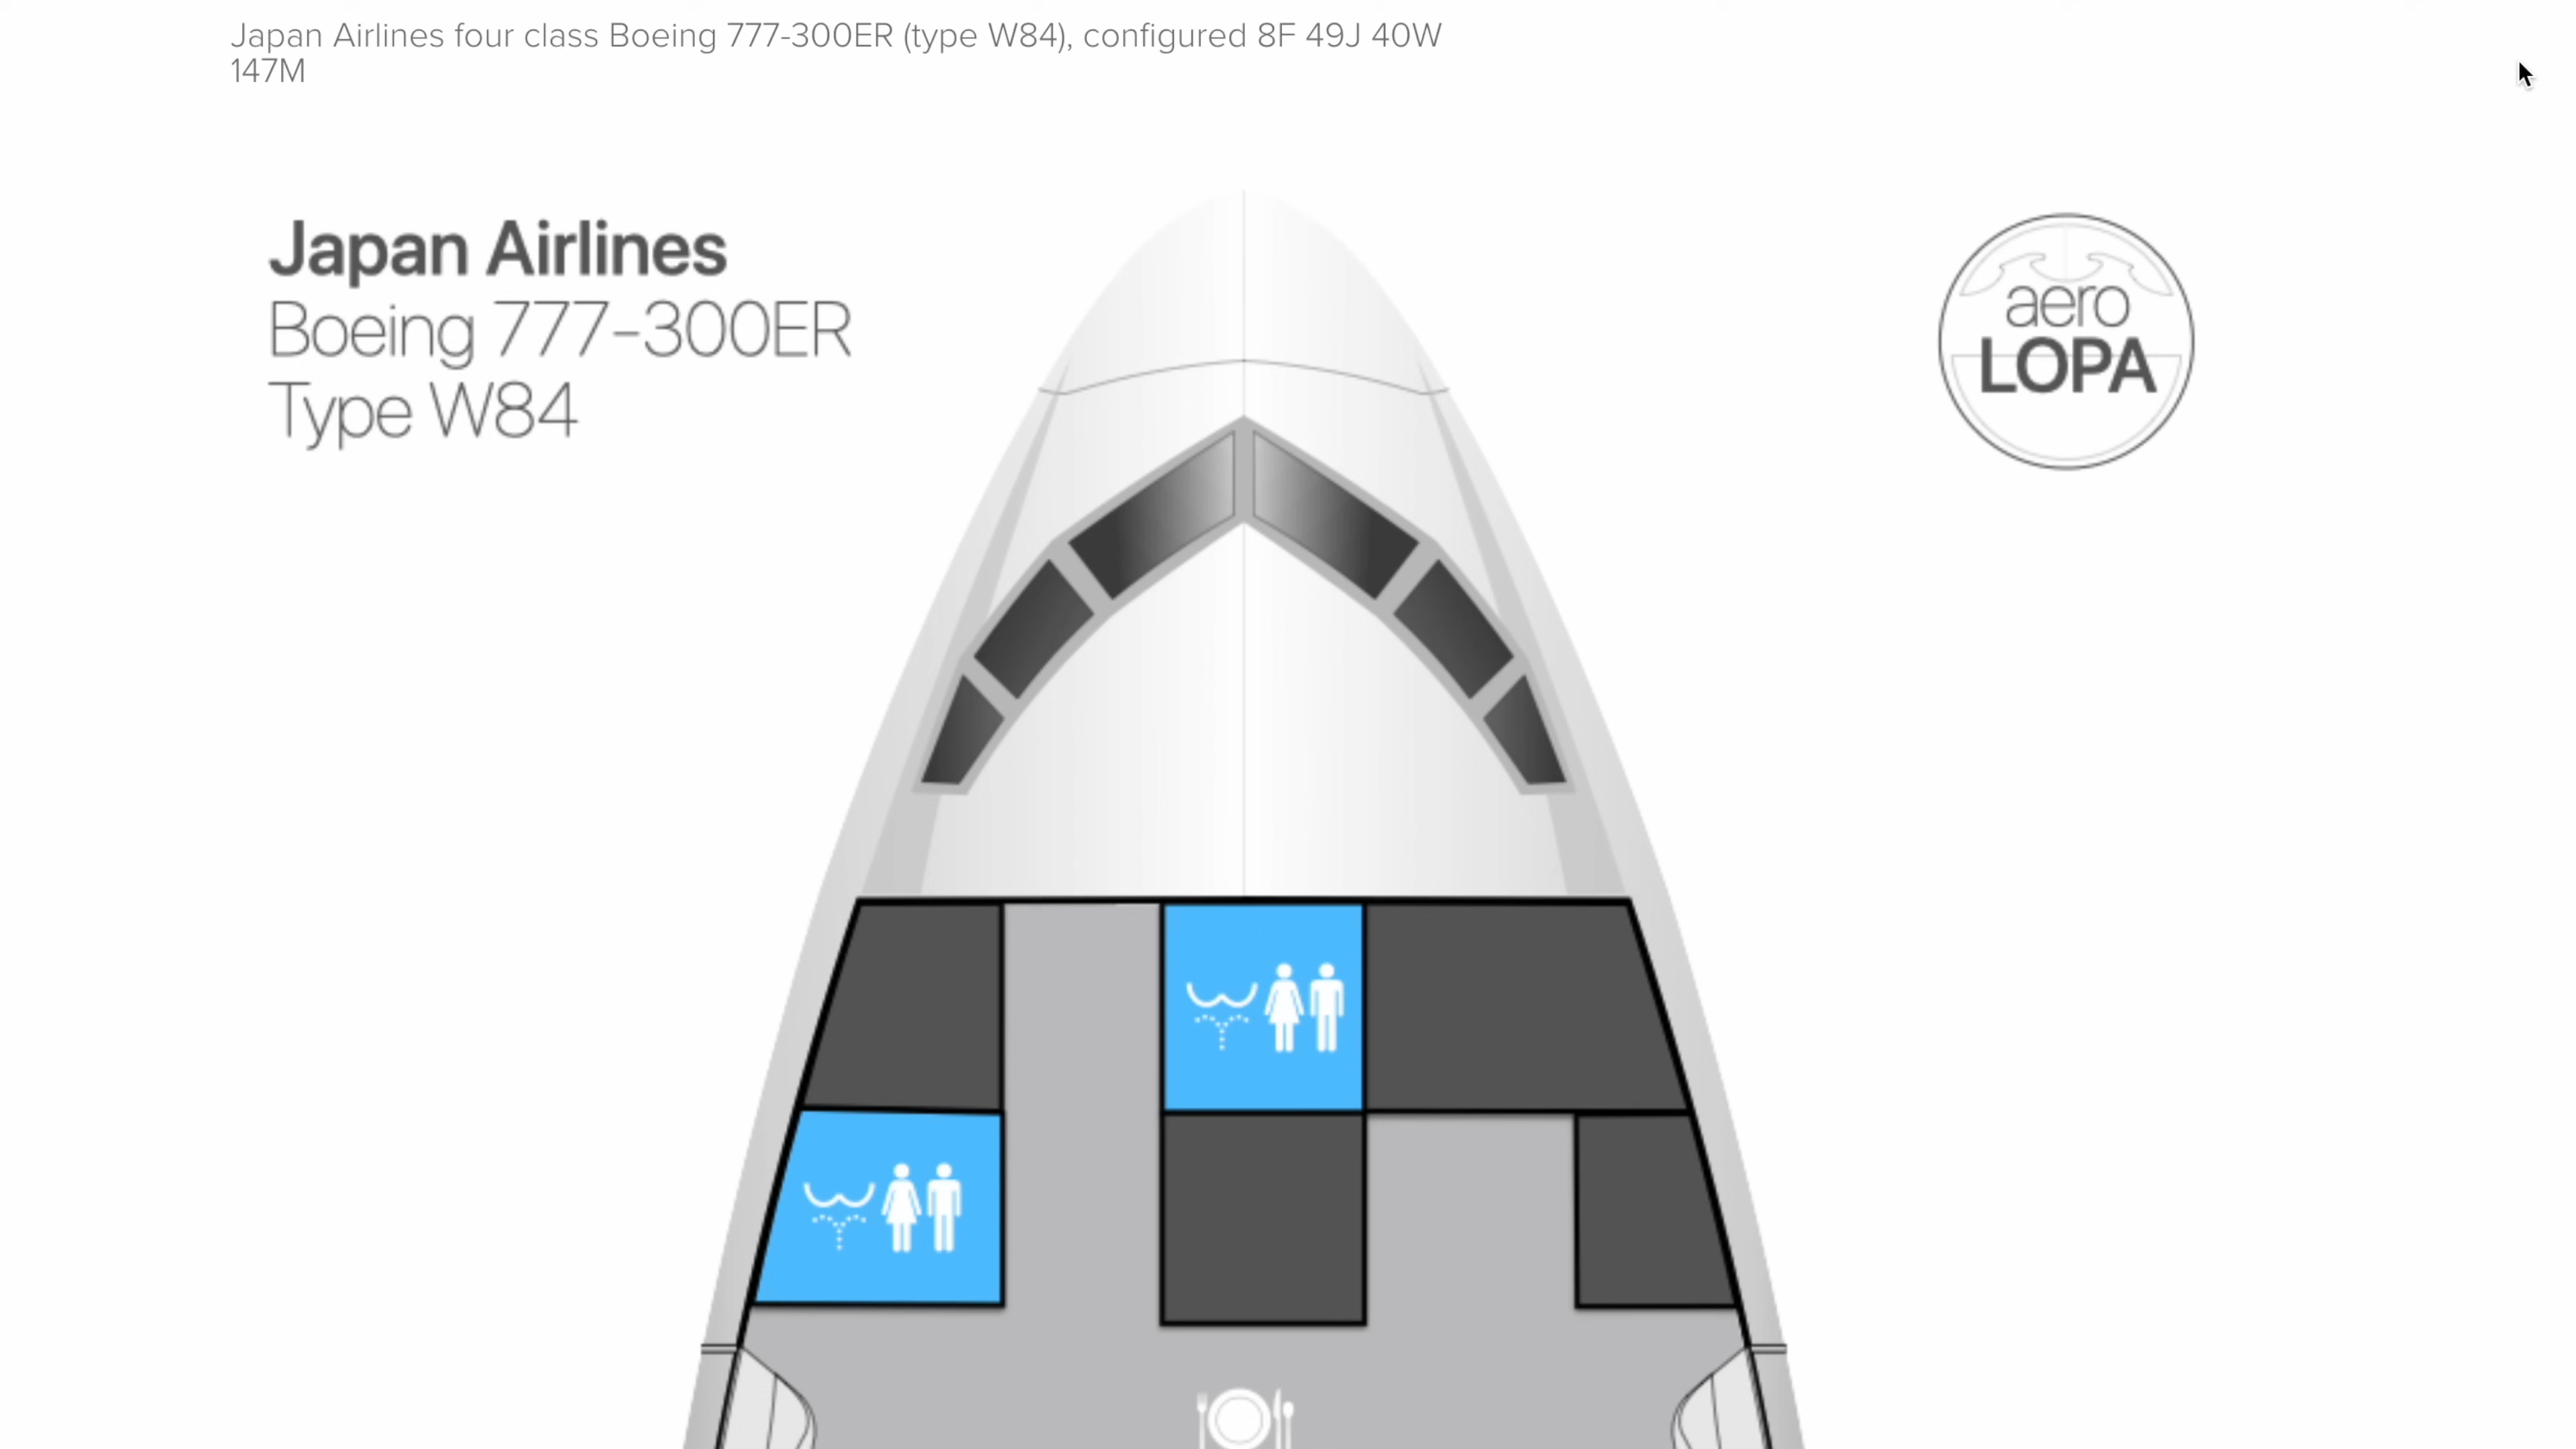 Japan Airlines four class Boeing 777-300ER (type W84), configured 8F 49J 40W
147M
Japan Airlines
Boeing 777-300ER
Type W84
aero
LOPA